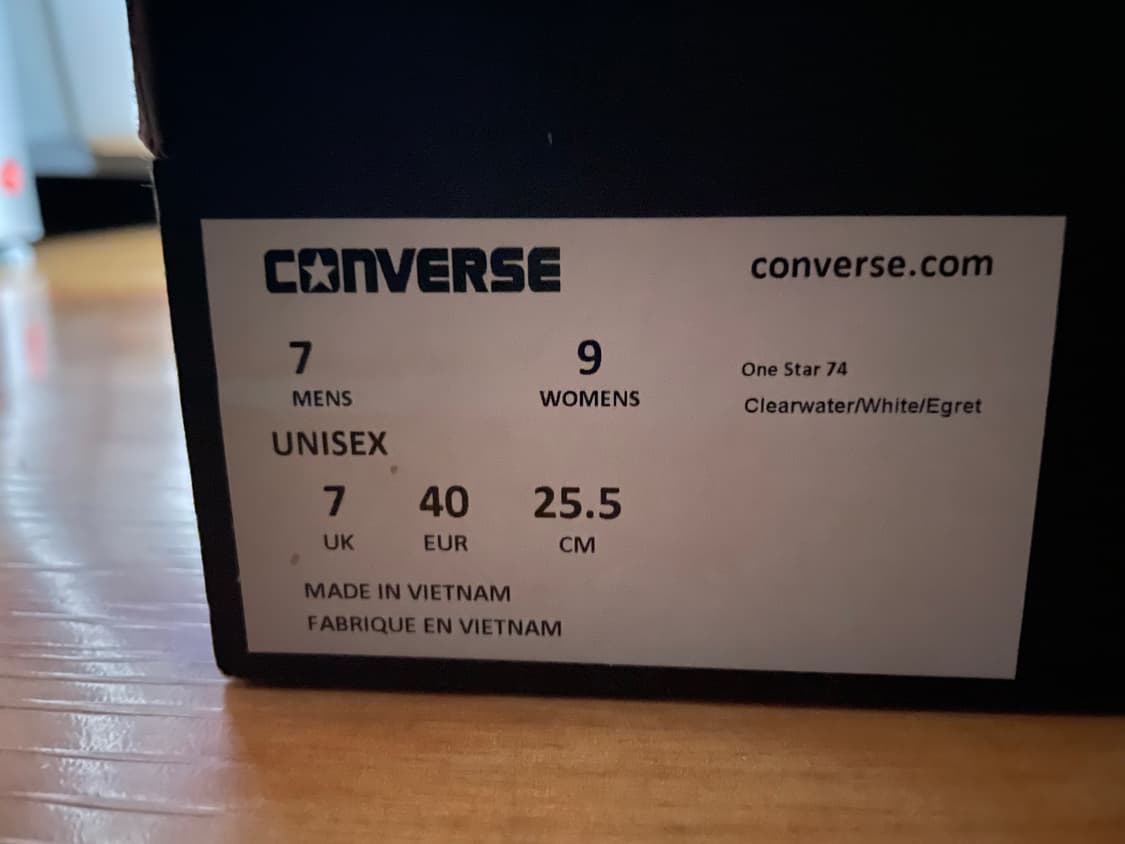 CONVERSE
converse.com
7 9
MENS WOMENS
One Star 74
Clearwater/White/Egret
UNISEX
7 40 25.5
UK EUR CM
MADE IN VIETNAM
FABRIQUE EN VIETNAM